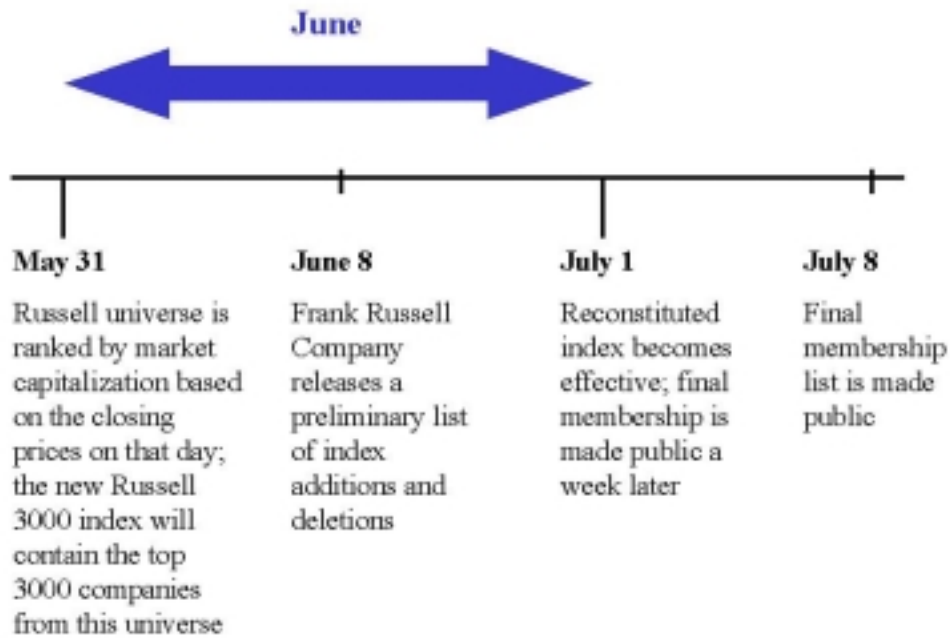 June
May 31
Russell universe is
ranked by market
capitalization based
on the closing
prices on that day;
the new Russell
3000 index will
contain the top
3000 companies
from this universe
June 8
Frank Russell
Company
releases a
preliminary list
of index
additions and
deletions
July 1
Reconstituted
index becomes
effective; final
membership is
made public a
week later
July 8
Final
membership
list is made
public